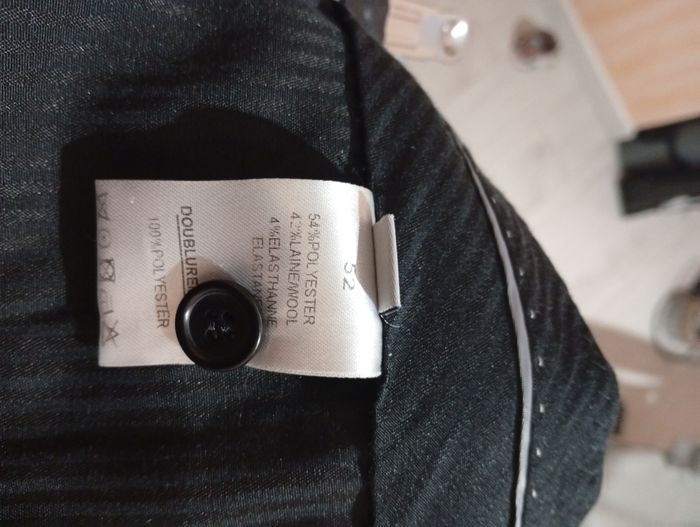 52
54%POLYESTER
42%LAINE/WOOL
4%ELASTHANNE
ELASTANE
DOUBLURE
100%POLYESTER